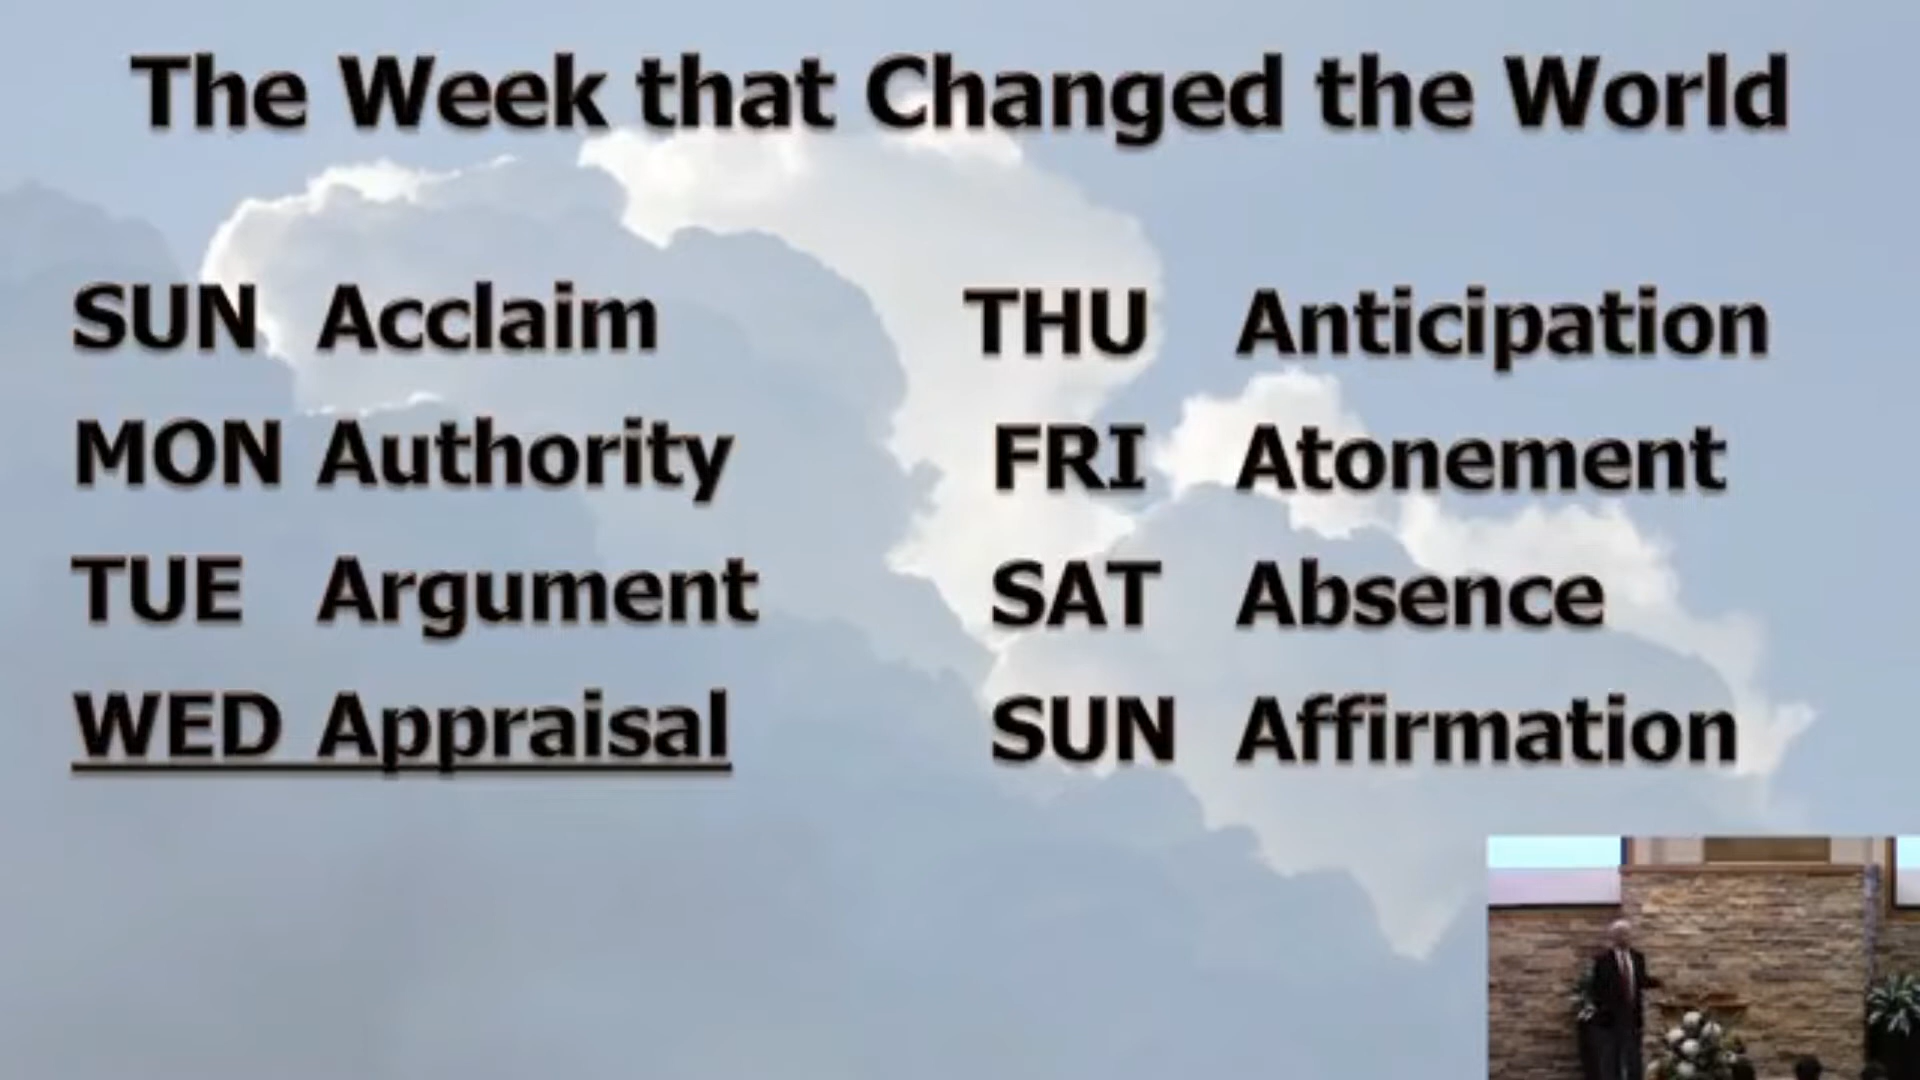 The Week that Changed the World
SUN Acclaim
MON Authority
TUE Argument
WED Appraisal
THU Anticipation
FRI Atonement
SAT Absence
SUN Affirmation